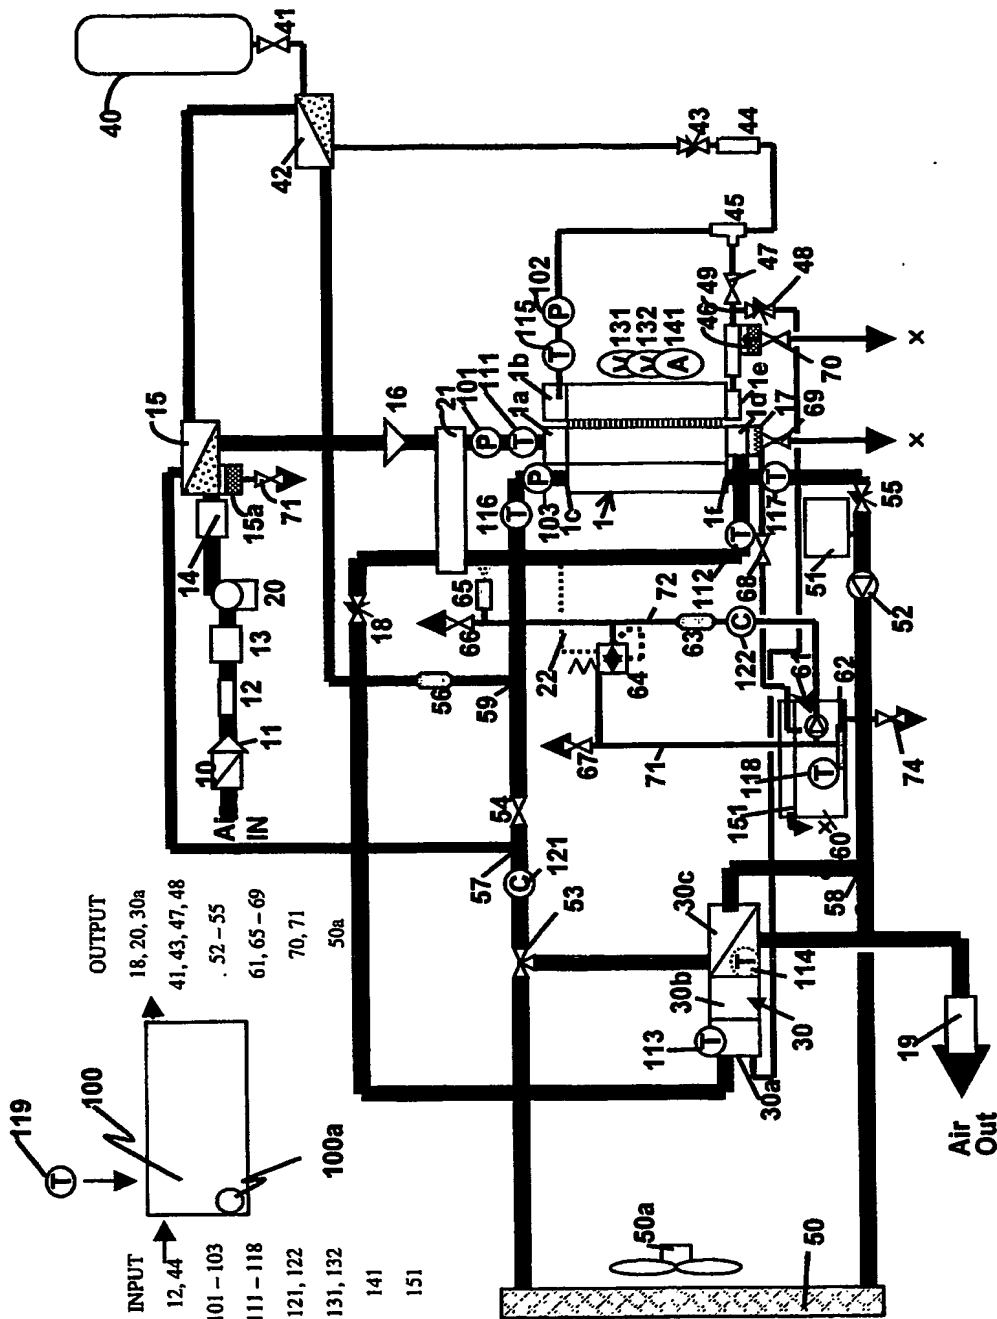 119
T
100
100a
INPUT
12, 44
101 – 103
111 – 118
121, 122
131, 132
141
151
OUTPUT
18, 20, 30a
41, 43, 47, 48
. 52 – 55
61, 65 – 69
70, 71
50a
Air
IN
10
11
12
13
20
14
15
15a
71
16
21
40
41
42
43
44
45
47
48
49
46
70
x
69
x
17
1d
1e
1b
1a
1c
1
1f
101
P
111
T
115
T
102
P
103
P
116
T
131
V
132
V
141
A
112
T
117
T
68
55
51
52
18
65
66
22
72
63
64
C
122
61
62
67
71
118
T
151
60
x
74
56
59
54
57
C
121
53
58
30c
30b
30a
30
T
114
113
T
19
Air
Out
50a
50